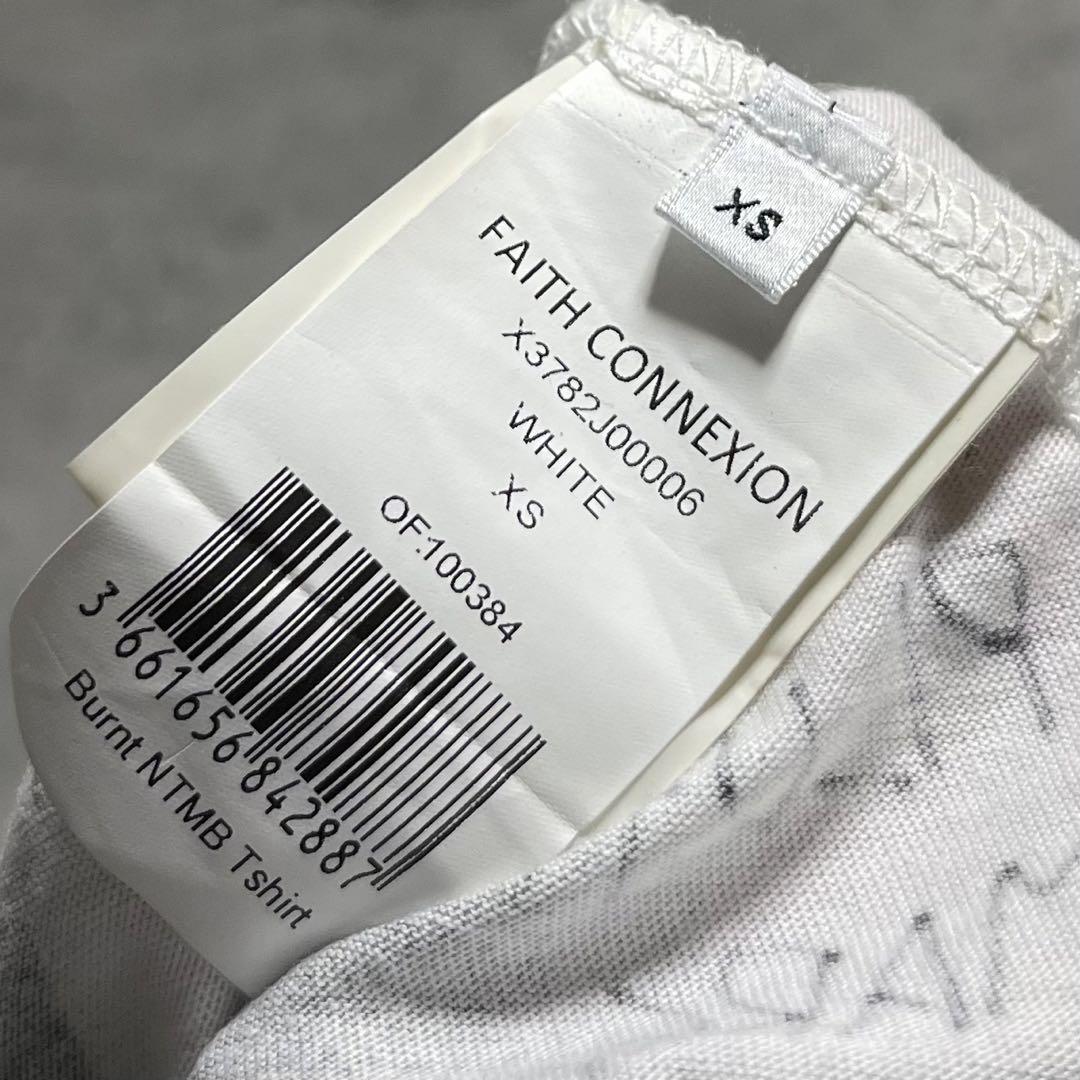 XS
FAITH CONNEXION
X3782J00006
WHITE
XS
OF:100384
3 661656 842887
Burnt NTMB Tshirt